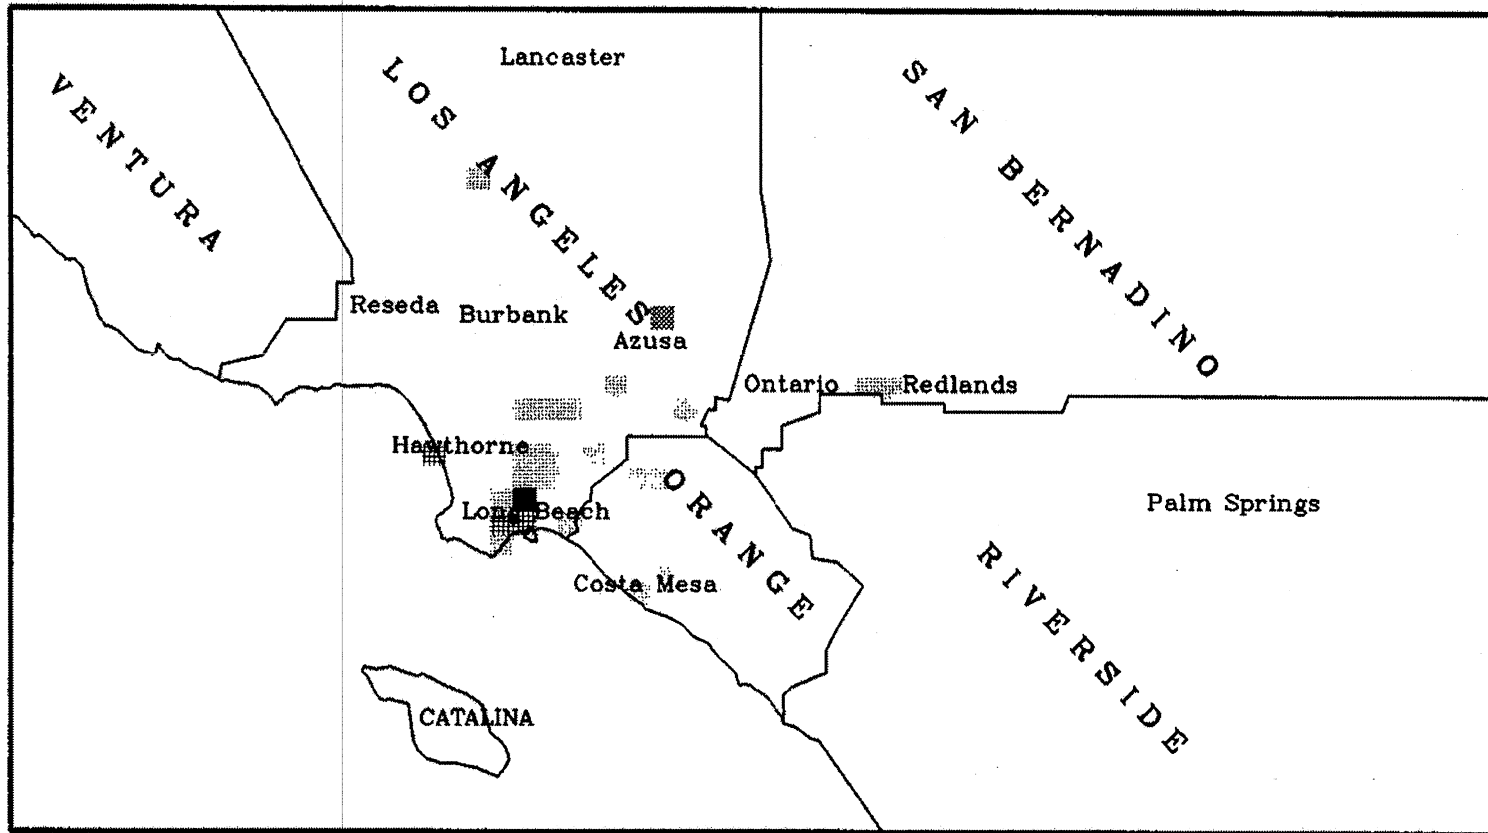 Lancaster
VENTURA
LOS ANGELES
SAN BERNADINO
Reseda
Burbank
Azusa
Ontario
Redlands
Hawthorne
ORANGE
Palm Springs
Long Beach
RIVERSIDE
Costa Mesa
CATALINA